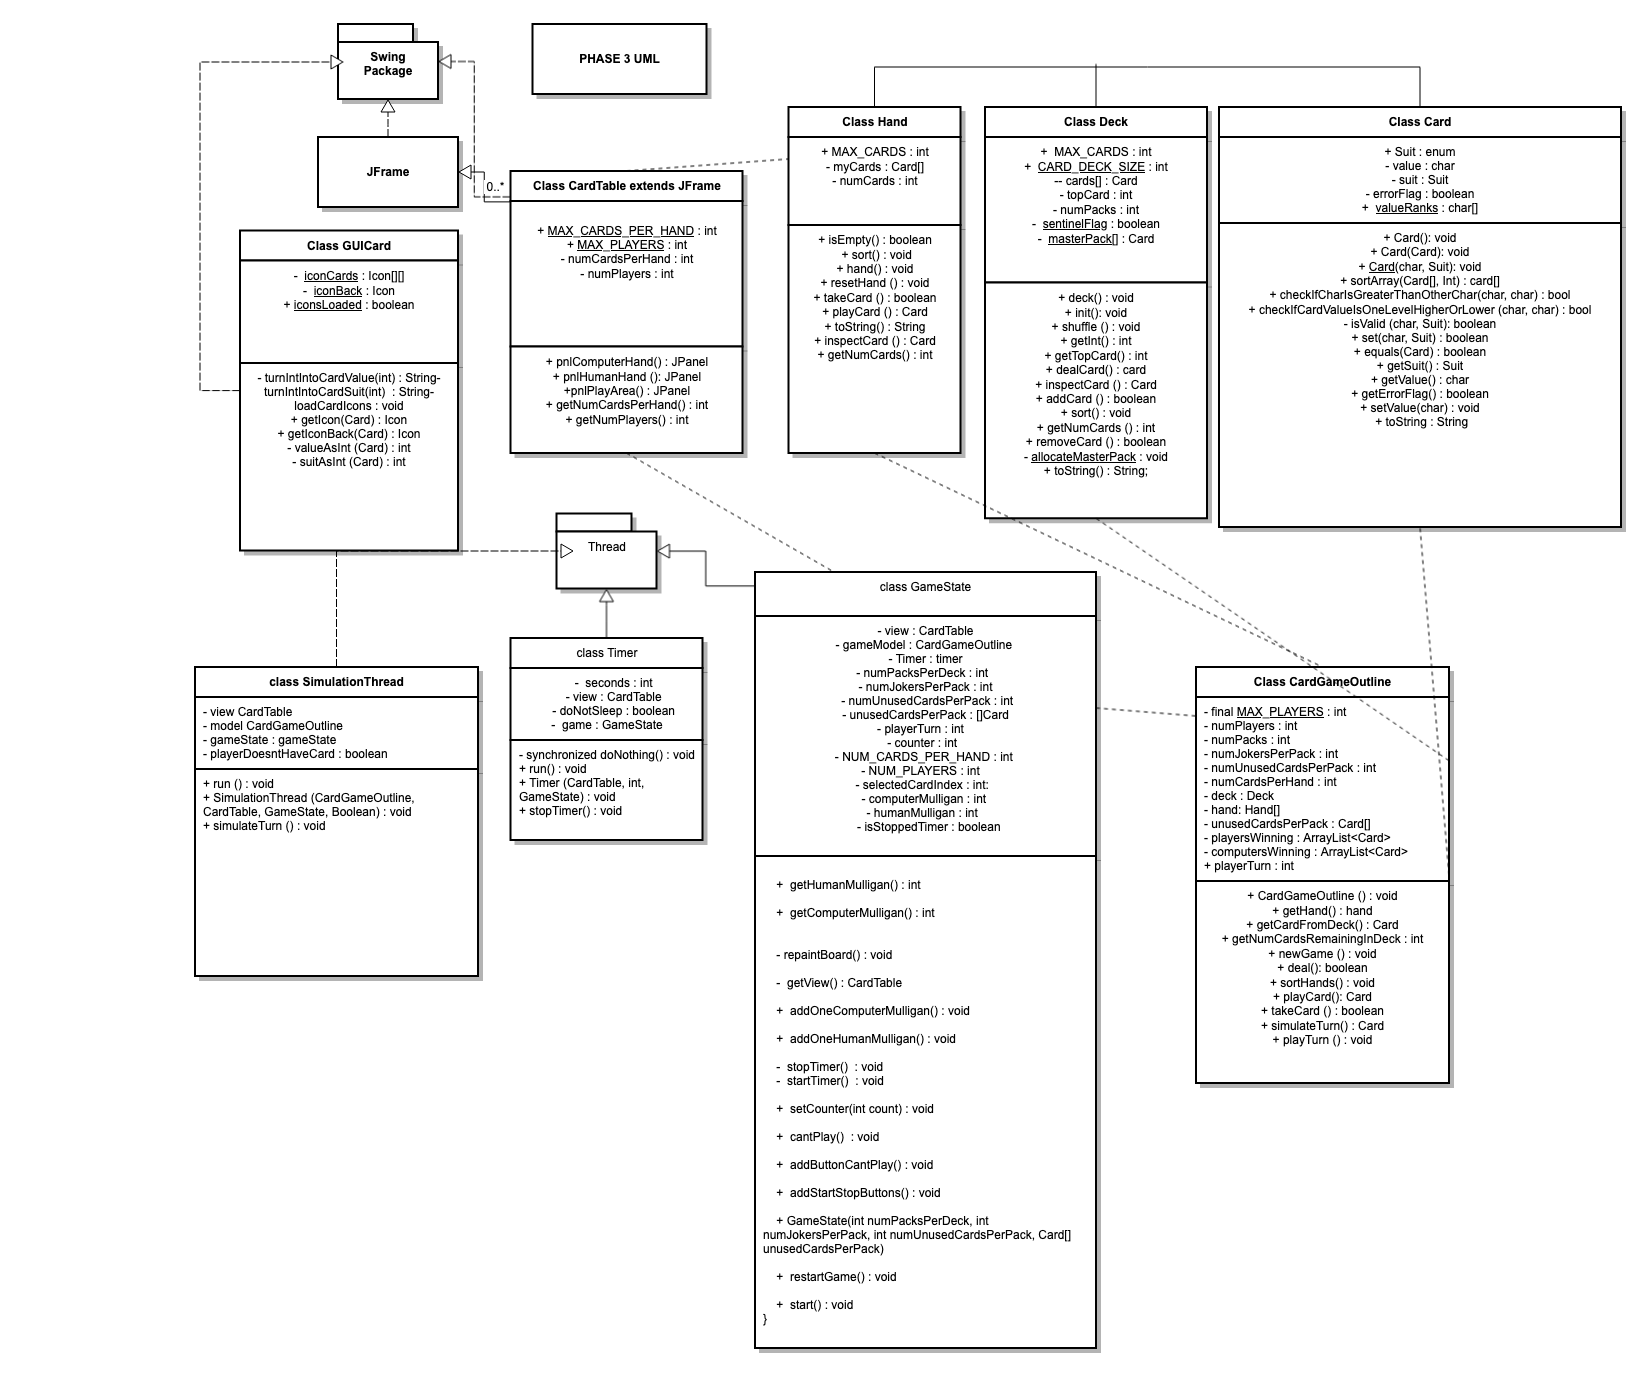 Swing
Package
PHASE 3 UML
JFrame
0..*
Class CardTable extends JFrame
+ MAX_CARDS_PER_HAND : int
+ MAX_PLAYERS : int
- numCardsPerHand : int
- numPlayers : int
+ pnlComputerHand() : JPanel
+ pnlHumanHand (): JPanel
+pnlPlayArea() : JPanel
+ getNumCardsPerHand() : int
+ getNumPlayers() : int
Class Hand
+ MAX_CARDS : int
- myCards : Card[]
- numCards : int
+ isEmpty() : boolean
+ sort() : void
+ hand() : void
+ resetHand () : void
+ takeCard () : boolean
+ playCard () : Card
+ toString() : String
+ inspectCard () : Card
+ getNumCards() : int
Class Deck
+ MAX_CARDS : int
+ CARD_DECK_SIZE : int
-- cards[] : Card
- topCard : int
- numPacks : int
- sentinelFlag : boolean
- masterPack[] : Card
+ deck() : void
+ init(): void
+ shuffle () : void
+ getInt() : int
+ getTopCard() : int
+ dealCard() : card
+ inspectCard () : Card
+ addCard () : boolean
+ sort() : void
+ getNumCards () : int
+ removeCard () : boolean
- allocateMasterPack : void
+ toString() : String;
Class Card
+ Suit : enum
- value : char
- suit : Suit
- errorFlag : boolean
+ valueRanks : char[]
+ Card(): void
+ Card(Card): void
+ Card(char, Suit): void
+ sortArray(Card[], Int) : card[]
+ checkIfCharIsGreaterThanOtherChar(char, char) : bool
+ checkIfCardValueIsOneLevelHigherOrLower (char, char) : bool
- isValid (char, Suit): boolean
+ set(char, Suit) : boolean
+ equals(Card) : boolean
+ getSuit() : Suit
+ getValue() : char
+ getErrorFlag() : boolean
+ setValue(char) : void
+ toString : String
Class GUICard
- iconCards : Icon[][]
- iconBack : Icon
+ iconsLoaded : boolean
- turnIntIntoCardValue(int) : String-
turnIntIntoCardSuit(int) : String-
loadCardIcons : void
+ getIcon(Card) : Icon
+ getIconBack(Card) : Icon
- valueAsInt (Card) : int
- suitAsInt (Card) : int
Thread
class SimulationThread
- view CardTable
- model CardGameOutline
- gameState : gameState
- playerDoesntHaveCard : boolean
+ run () : void
+ SimulationThread (CardGameOutline,
CardTable, GameState, Boolean) : void
+ simulateTurn () : void
class Timer
- seconds : int
- view : CardTable
- doNotSleep : boolean
- game : GameState
- synchronized doNothing() : void
+ run() : void
+ Timer (CardTable, int,
GameState) : void
+ stopTimer() : void
class GameState
- view : CardTable
- gameModel : CardGameOutline
- Timer : timer
- numPacksPerDeck : int
- numJokersPerPack : int
- numUnusedCardsPerPack : int
- unusedCardsPerPack : []Card
- playerTurn : int
- counter : int
- NUM_CARDS_PER_HAND : int
- NUM_PLAYERS : int
- selectedCardIndex : int:
- computerMulligan : int
- humanMulligan : int
- isStoppedTimer : boolean
+ getHumanMulligan() : int
+ getComputerMulligan() : int
- repaintBoard() : void
- getView() : CardTable
+ addOneComputerMulligan() : void
+ addOneHumanMulligan() : void
- stopTimer() : void
- startTimer() : void
+ setCounter(int count) : void
+ cantPlay() : void
+ addButtonCantPlay() : void
+ addStartStopButtons() : void
+ GameState(int numPacksPerDeck, int
numJokersPerPack, int numUnusedCardsPerPack, Card[]
unusedCardsPerPack)
+ restartGame() : void
+ start() : void
}
Class CardGameOutline
- final MAX_PLAYERS : int
- numPlayers : int
- numPacks : int
- numJokersPerPack : int
- numUnusedCardsPerPack : int
- numCardsPerHand : int
- deck : Deck
- hand: Hand[]
- unusedCardsPerPack : Card[]
- playersWinning : ArrayList<Card>
- computersWinning : ArrayList<Card>
+ playerTurn : int
+ CardGameOutline () : void
+ getHand() : hand
+ getCardFromDeck() : Card
+ getNumCardsRemainingInDeck : int
+ newGame () : void
+ deal(): boolean
+ sortHands() : void
+ playCard(): Card
+ takeCard () : boolean
+ simulateTurn() : Card
+ playTurn () : void